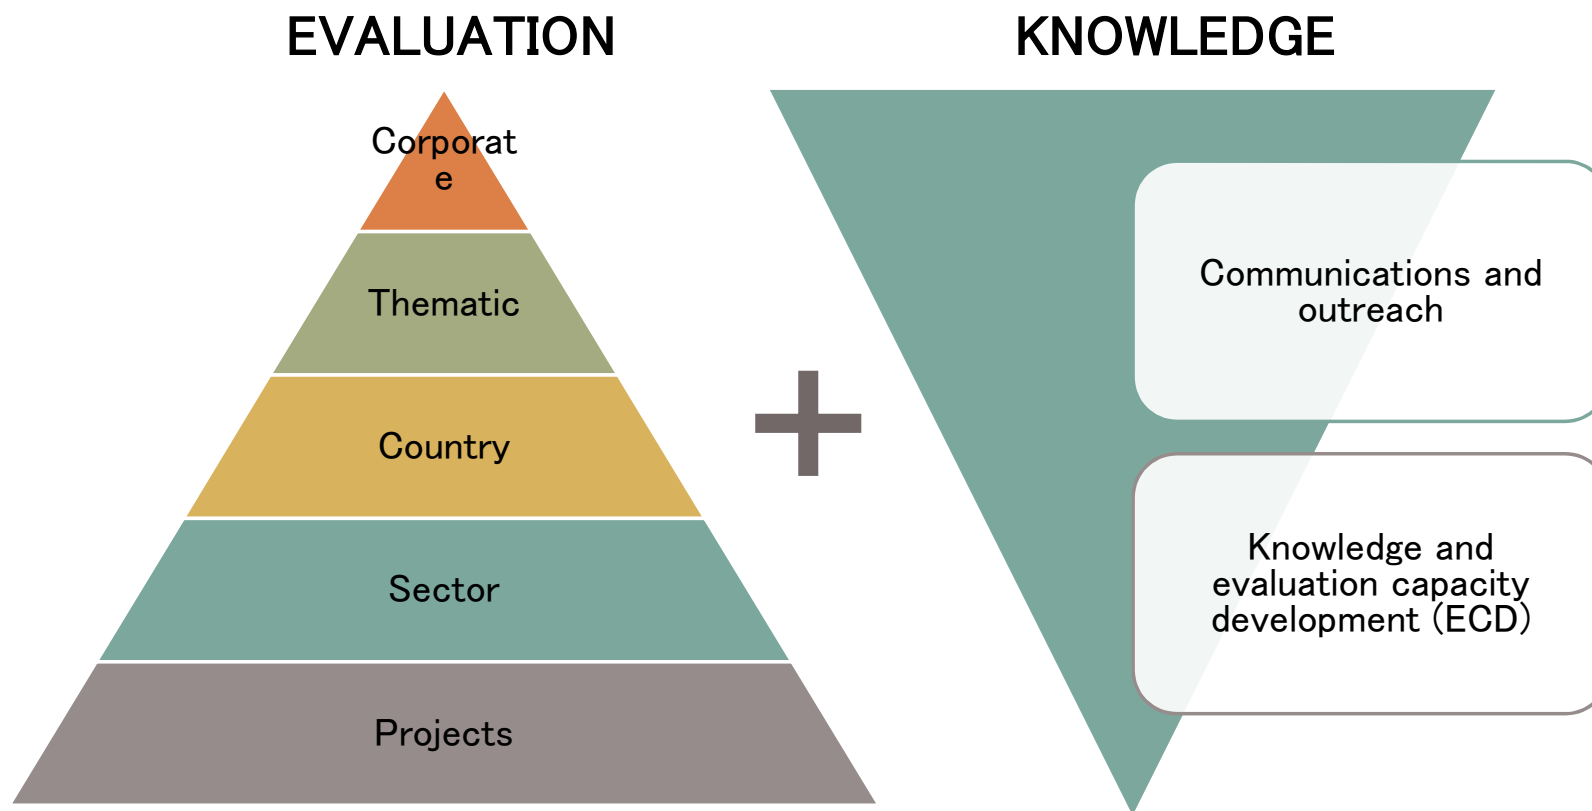 EVALUATION
Corporat
e
Thematic
Country
Sector
Projects
+
KNOWLEDGE
Communications and
outreach
Knowledge and
evaluation capacity
development (ECD)